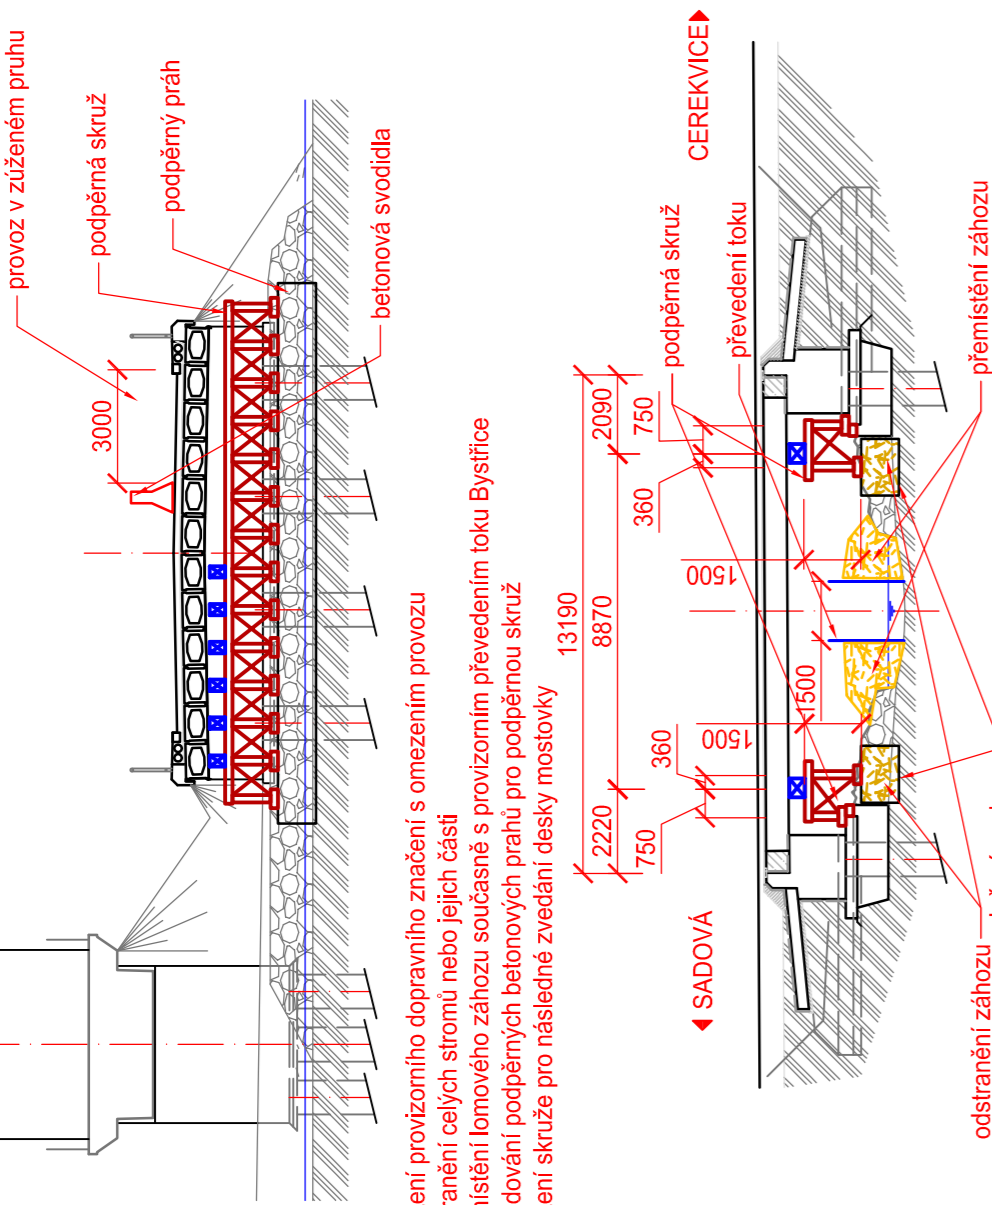 provoz v zúženém pruhu
podpěrná skruž
podpěrný práh
betonová svodidla
3000
ení provizorního dopravního značení s omezením provozu
ranění celých stromů nebo jejich části
místění lomového záhozu současně s provizorním převedením toku Bystřice
dování podpěrných betonových prahů pro podpěrnou skruž
ení skruže pro následné zvedání desky mostovky
CEREKVICE
podpěrná skruž
převedení toku
přemístění záhozu
SADOVÁ
odstranění záhozu
13190
2220
8870
2090
750
360
360
750
1500
1500
1500